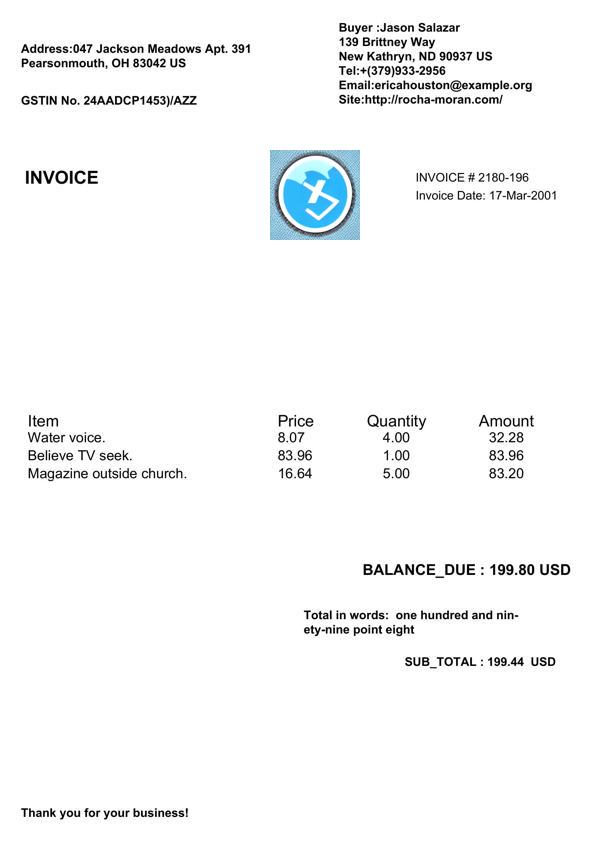 Address:047 Jackson Meadows Apt. 391
Pearsonmouth, OH 83042 US
GSTIN No. 24AADCP1453)/AZZ
Buyer :Jason Salazar
139 Brittney Way
New Kathryn, ND 90937 US
Tel:+(379)933-2956
Email:ericahouston@example.org
Site:http://rocha-moran.com/
INVOICE
INVOICE # 2180-196
Invoice Date: 17-Mar-2001
Item Price Quantity Amount
Water voice. 8.07 4.00 32.28
Believe TV seek. 83.96 1.00 83.96
Magazine outside church. 16.64 5.00 83.20
BALANCE_DUE : 199.80 USD
Total in words:  one hundred and nin-
ety-nine point eight
SUB_TOTAL : 199.44  USD
Thank you for your business!